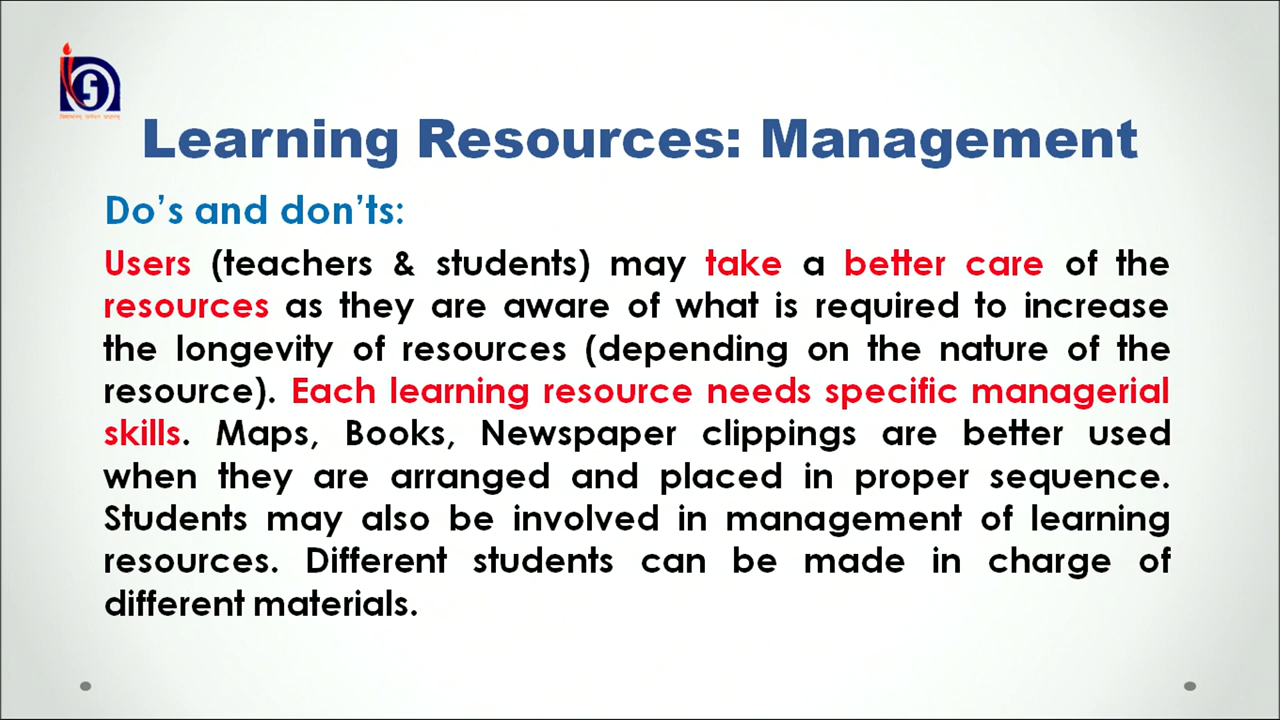 Learning Resources: Management
Do's and don'ts:
Users (teachers & students) may take a better care of the
resources as they are aware of what is required to increase
the longevity of resources (depending on the nature of the
resource). Each learning resource needs specific managerial
skills. Maps, Books, Newspaper clippings are better used
when they are arranged and placed in proper sequence.
Students may also be involved in management of learning
resources. Different students can be made in charge of
different materials.